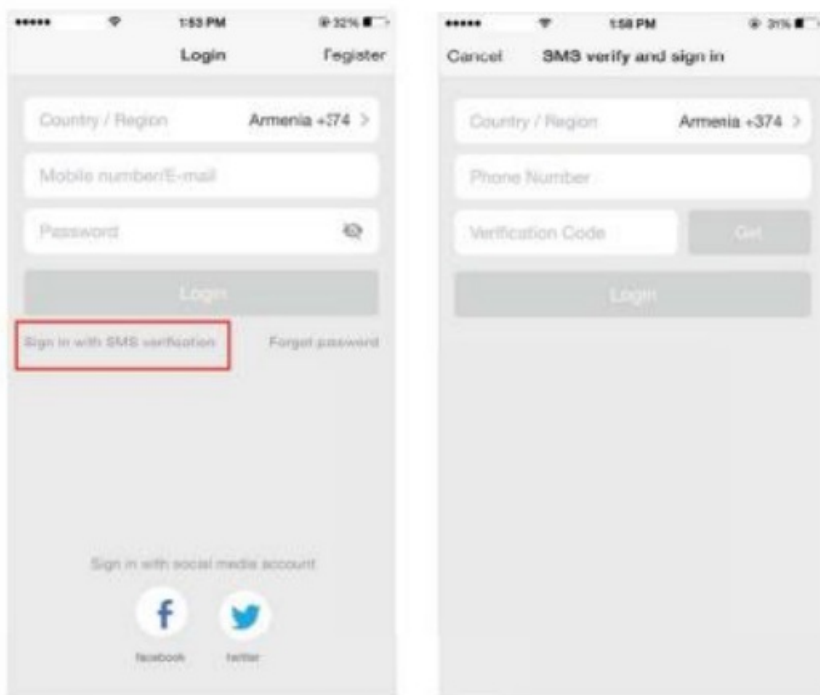 1:53 PM
32%
Login
Register
Country / Region
Armenia +374 >
Mobile number/E-mail
Password
Login
Sign in with SMS verification
Forgot password
Sign in with social media account
facebook
twitter
1:58 PM
31%
Cancel
SMS verify and sign in
Country / Region
Armenia +374 >
Phone Number
Verification Code
Get
Login